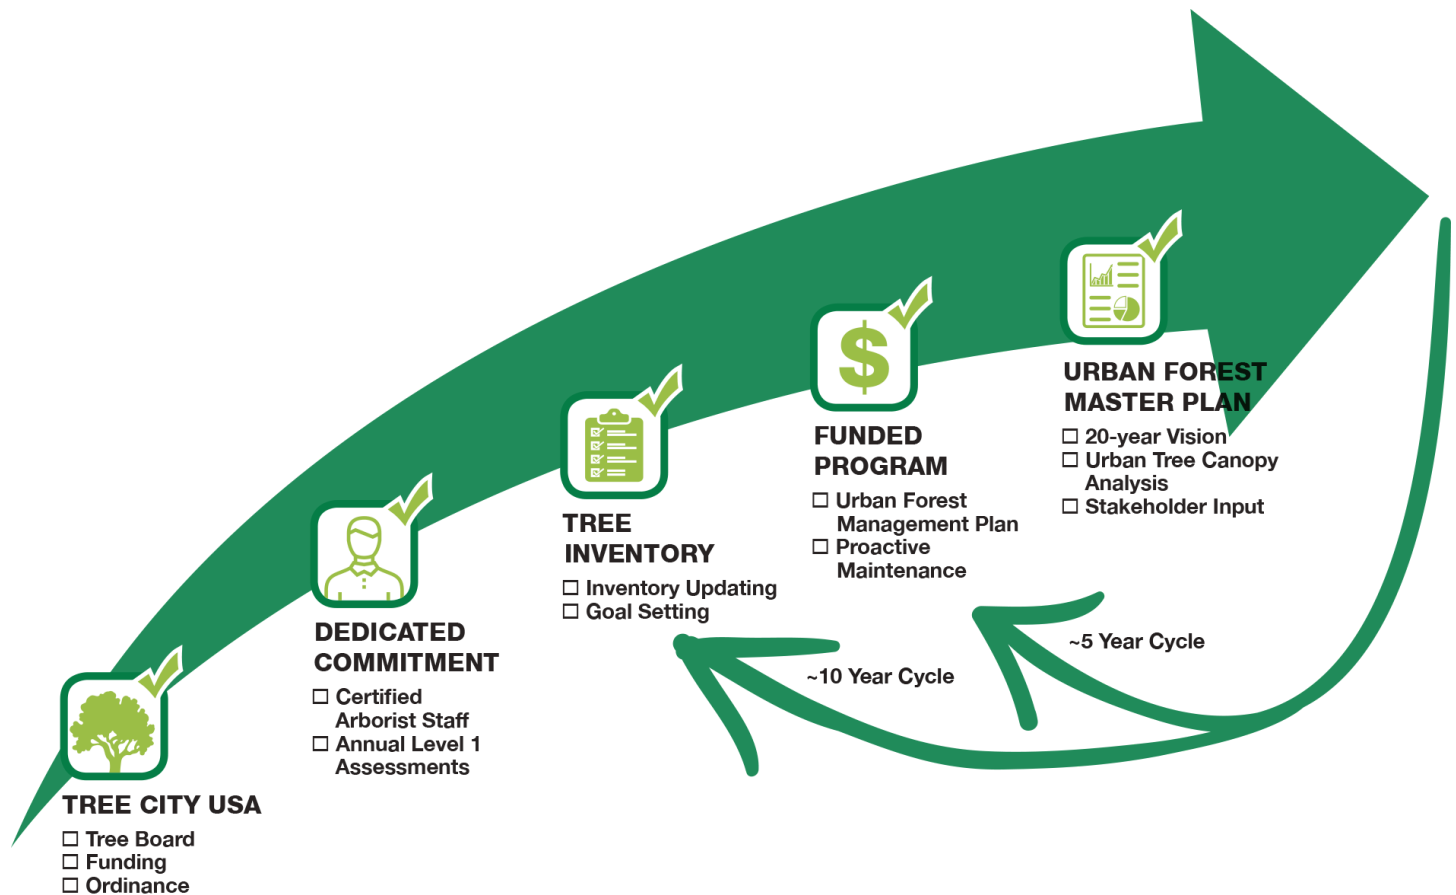 TREE CITY USA
☐ Tree Board
☐ Funding
☐ Ordinance
DEDICATED
COMMITMENT
☐ Certified
Arborist Staff
☐ Annual Level 1
Assessments
TREE
INVENTORY
☐ Inventory Updating
☐ Goal Setting
$
FUNDED
PROGRAM
☐ Urban Forest
Management Plan
☐ Proactive
Maintenance
URBAN FOREST
MASTER PLAN
☐ 20-year Vision
☐ Urban Tree Canopy
Analysis
☐ Stakeholder Input
~10 Year Cycle
~5 Year Cycle